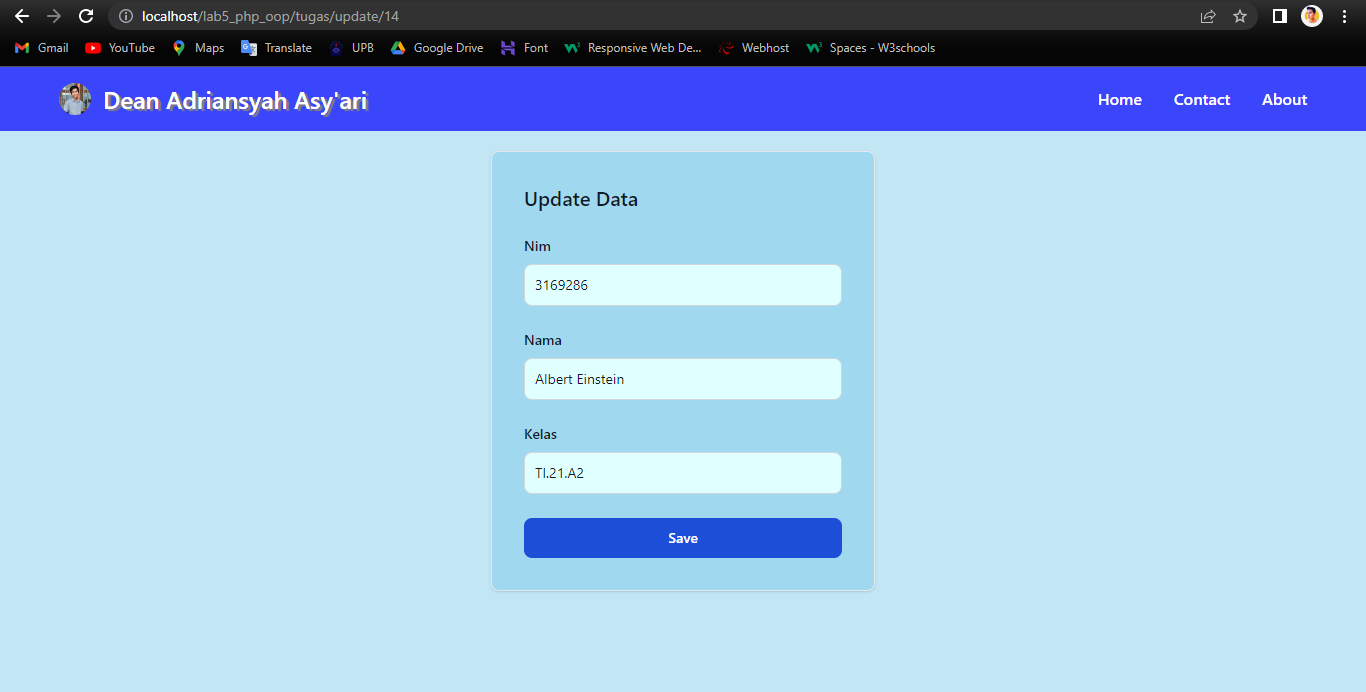 localhost/lab5_php_oop/tugas/update/14
Gmail YouTube Maps Translate UPB Google Drive Font Responsive Web De... Webhost Spaces - W3schools
Dean Adriansyah Asy'ari Home Contact About
Update Data
Nim
3169286
Nama
Albert Einstein
Kelas
TI.21.A2
Save